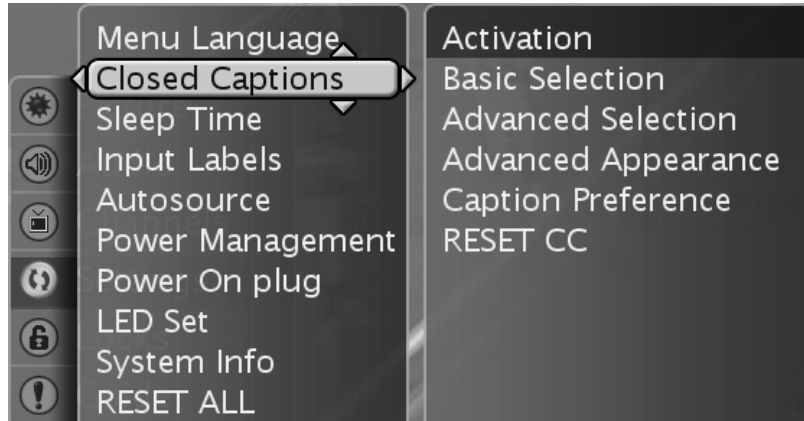 Menu Language
Closed Captions
Sleep Time
Input Labels
Autosource
Power Management
Power On plug
LED Set
System Info
RESET ALL
Activation
Basic Selection
Advanced Selection
Advanced Appearance
Caption Preference
RESET CC